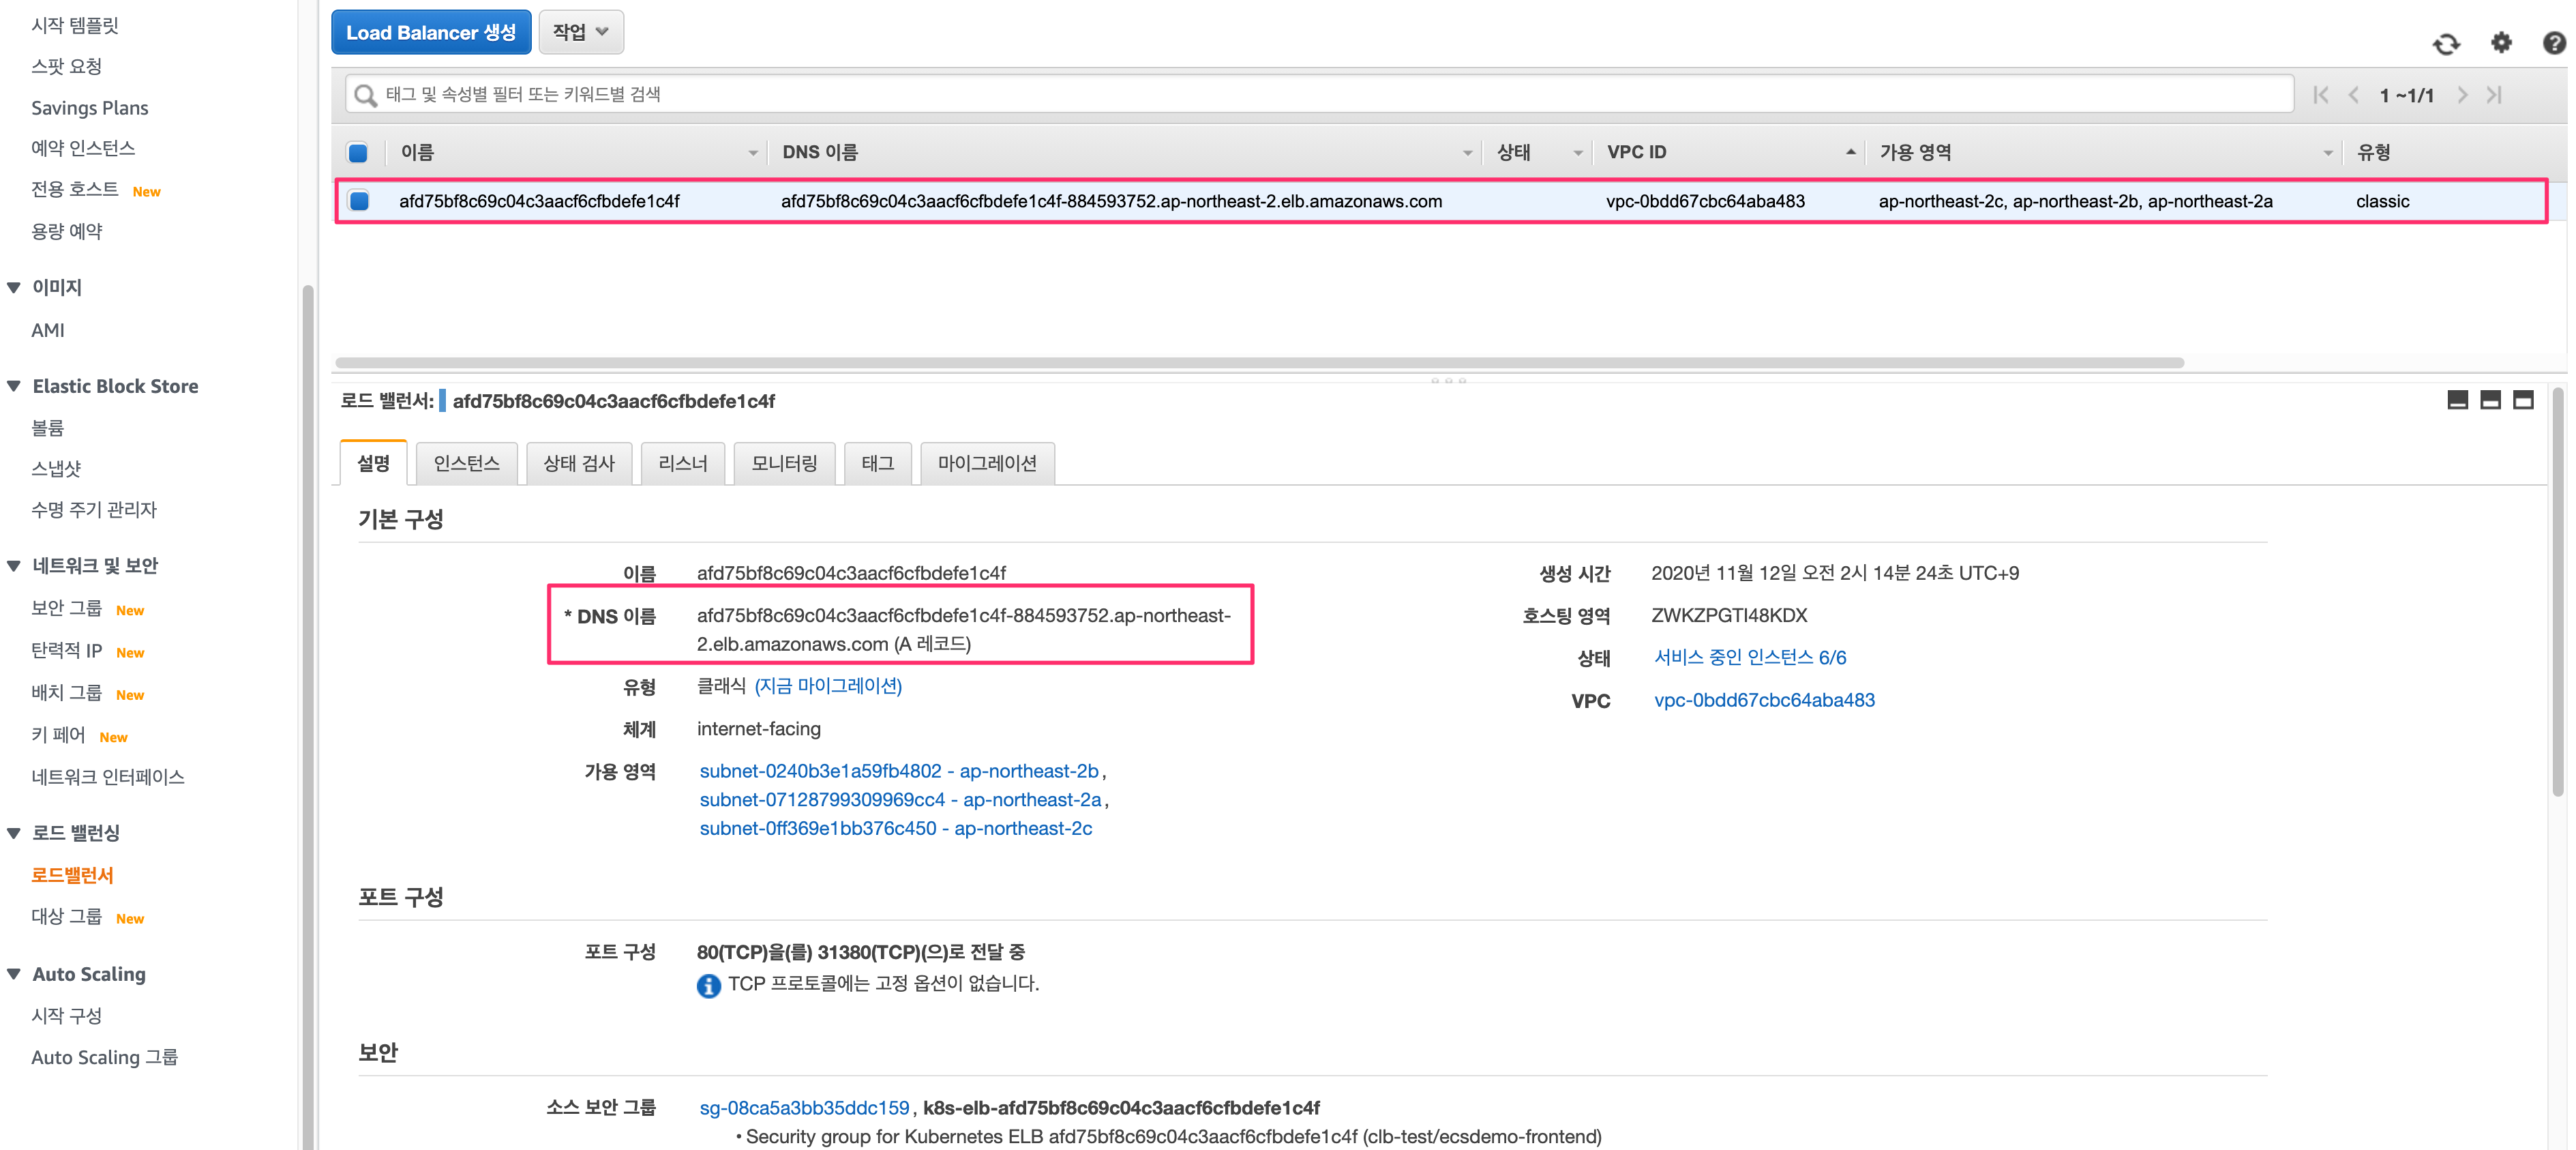 시작 템플릿
스팟 요청
Savings Plans
예약 인스턴스
전용 호스트 New
용량 예약
이미지
AMI
Elastic Block Store
볼륨
스냅샷
수명 주기 관리자
네트워크 및 보안
보안 그룹 New
탄력적 IP New
배치 그룹 New
키 페어 New
네트워크 인터페이스
로드 밸런싱
로드밸런서
대상 그룹 New
Auto Scaling
시작 구성
Auto Scaling 그룹
Load Balancer 생성 작업
태그 및 속성별 필터 또는 키워드별 검색 1 ~1/1
이름 DNS 이름 상태 VPC ID 가용 영역 유형
afd75bf8c69c04c3aacf6cfbdefe1c4f afd75bf8c69c04c3aacf6cfbdefe1c4f-884593752.ap-northeast-2.elb.amazonaws.com vpc-0bdd67cbc64aba483 ap-northeast-2c, ap-northeast-2b, ap-northeast-2a classic
로드 밸런서: afd75bf8c69c04c3aacf6cfbdefe1c4f
설명 인스턴스 상태 검사 리스너 모니터링 태그 마이그레이션
기본 구성
이름 afd75bf8c69c04c3aacf6cfbdefe1c4f
* DNS 이름 afd75bf8c69c04c3aacf6cfbdefe1c4f-884593752.ap-northeast-
2.elb.amazonaws.com (A 레코드)
유형 클래식 (지금 마이그레이션)
체계 internet-facing
가용 영역 subnet-0240b3e1a59fb4802 - ap-northeast-2b,
subnet-07128799309969cc4 - ap-northeast-2a,
subnet-0ff369e1bb376c450 - ap-northeast-2c
생성 시간 2020년 11월 12일 오전 2시 14분 24초 UTC+9
호스팅 영역 ZWKZPGTI48KDX
상태 서비스 중인 인스턴스 6/6
VPC vpc-0bdd67cbc64aba483
포트 구성
포트 구성 80(TCP)을(를) 31380(TCP)(으)로 전달 중
TCP 프로토콜에는 고정 옵션이 없습니다.
보안
소스 보안 그룹 sg-08ca5a3bb35ddc159, k8s-elb-afd75bf8c69c04c3aacf6cfbdefe1c4f
• Security group for Kubernetes ELB afd75bf8c69c04c3aacf6cfbdefe1c4f (clb-test/ecsdemo-frontend)